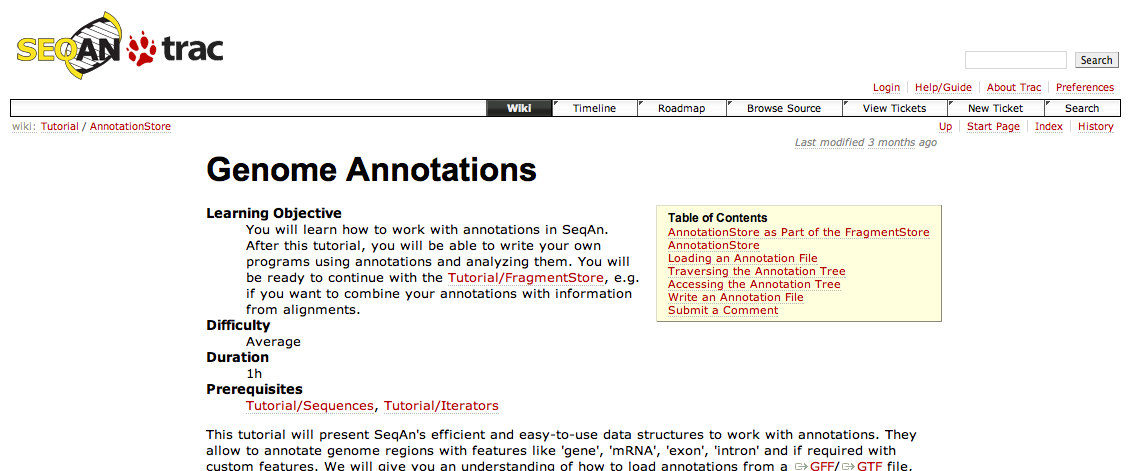 SEQAN trac
Search
Login Help/Guide About Trac Preferences
Wiki Timeline Roadmap Browse Source View Tickets New Ticket Search
wiki: Tutorial / AnnotationStore
Up Start Page Index History
Last modified 3 months ago
Genome Annotations
Learning Objective
You will learn how to work with annotations in SeqAn.
After this tutorial, you will be able to write your own
programs using annotations and analyzing them. You will
be ready to continue with the Tutorial/FragmentStore, e.g.
if you want to combine your annotations with information
from alignments.
Difficulty
Average
Duration
1h
Prerequisites
Tutorial/Sequences, Tutorial/Iterators
Table of Contents
AnnotationStore as Part of the FragmentStore
AnnotationStore
Loading an Annotation File
Traversing the Annotation Tree
Accessing the Annotation Tree
Write an Annotation File
Submit a Comment
This tutorial will present SeqAn's efficient and easy-to-use data structures to work with annotations. They
allow to annotate genome regions with features like 'gene', 'mRNA', 'exon', 'intron' and if required with
custom features. We will give you an understanding of how to load annotations from a GFF/ GTF file,